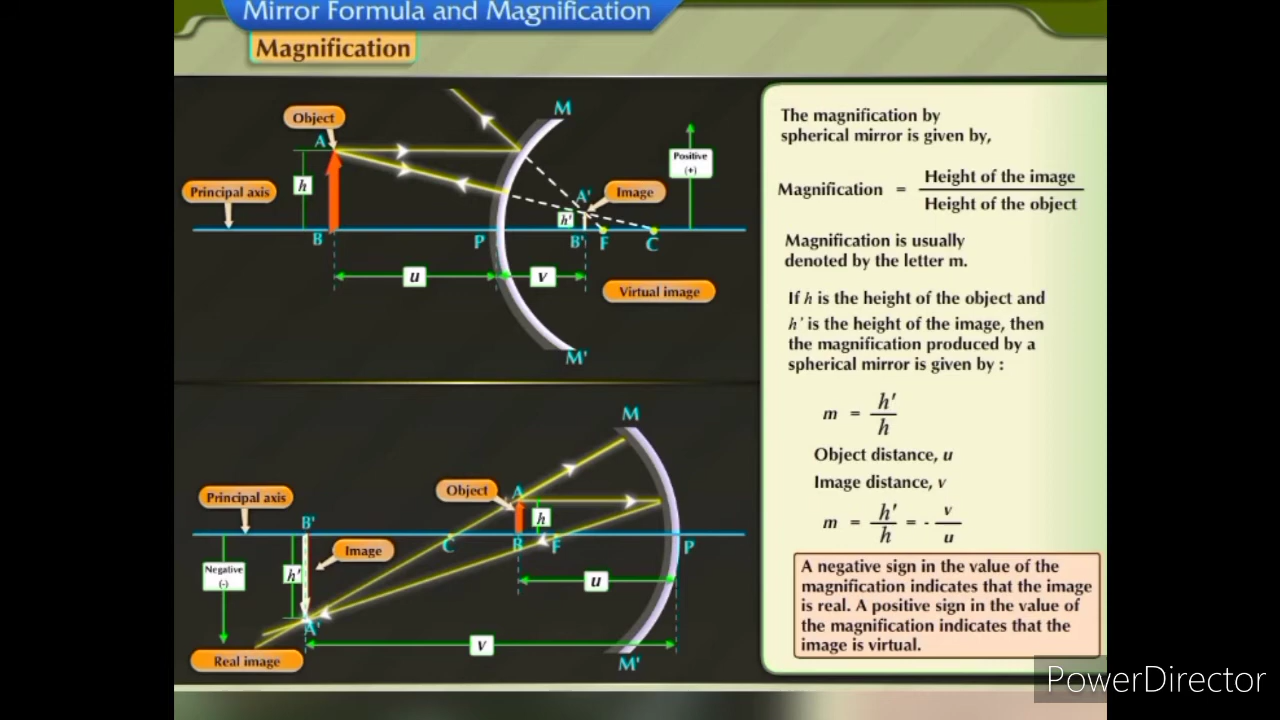 Mirror Formula and Magnification
Magnification
M
Object
A
Positive
(+)
h
Principal axis
A'
Image
h'
B
P
B'
F
C
u
v
Virtual image
M'
M
Object
A
Principal axis
B'
h
C
B
F
P
Image
Negative
(-)
h'
u
A'
v
Real image
M'
The magnification by
spherical mirror is given by,
Magnification = Height of the image
Height of the object
Magnification is usually
denoted by the letter m.
If h is the height of the object and
h' is the height of the image, then
the magnification produced by a
spherical mirror is given by :
m = h'
h
Object distance, u
Image distance, v
m = h' = - v
h u
A negative sign in the value of the
magnification indicates that the image
is real. A positive sign in the value of
the magnification indicates that the
image is virtual.
PowerDirector